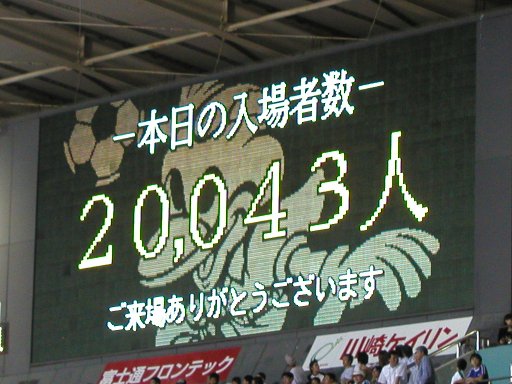 －本日の入場者数－
20,043人
ご来場ありがとうございます
富士通フロンテック
川崎ケイリン